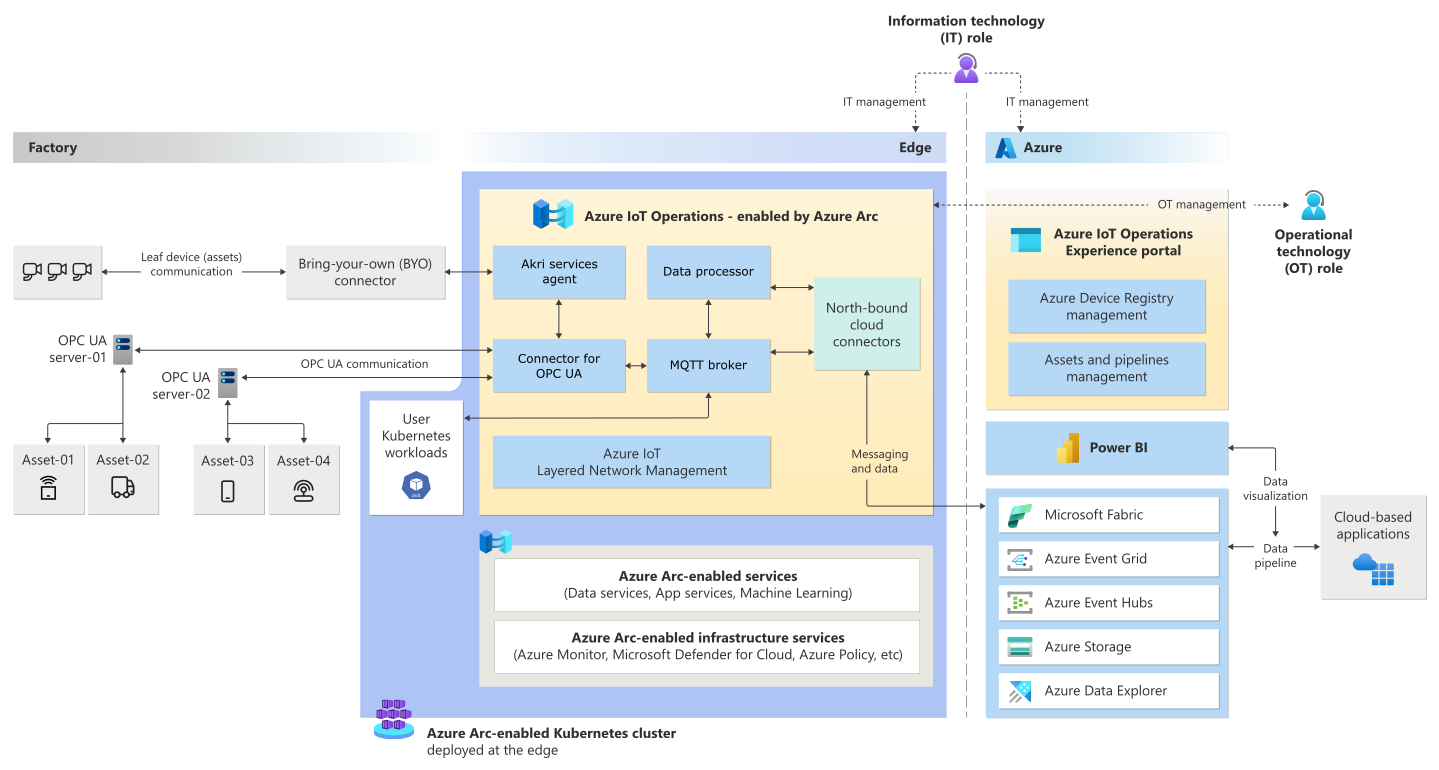 Information technology
(IT) role
IT management
IT management
Factory
Edge
Azure
Azure IoT Operations - enabled by Azure Arc
OT management
Operational
technology
(OT) role
Azure IoT Operations
Experience portal
Azure Device Registry
management
Assets and pipelines
management
Leaf device (assets)
communication
Bring-your-own (BYO)
connector
Akri services
agent
Data processor
North-bound
cloud
connectors
OPC UA
server-01
OPC UA communication
Connector for
OPC UA
MQTT broker
OPC UA
server-02
User
Kubernetes
workloads
pod
Asset-01
Asset-02
Asset-03
Asset-04
Azure IoT
Layered Network Management
Messaging
and data
Power BI
Data
visualization
Microsoft Fabric
Azure Event Grid
Azure Event Hubs
Azure Storage
Azure Data Explorer
Data
pipeline
Cloud-based
applications
Azure Arc-enabled services
(Data services, App services, Machine Learning)
Azure Arc-enabled infrastructure services
(Azure Monitor, Microsoft Defender for Cloud, Azure Policy, etc)
Azure Arc-enabled Kubernetes cluster
deployed at the edge